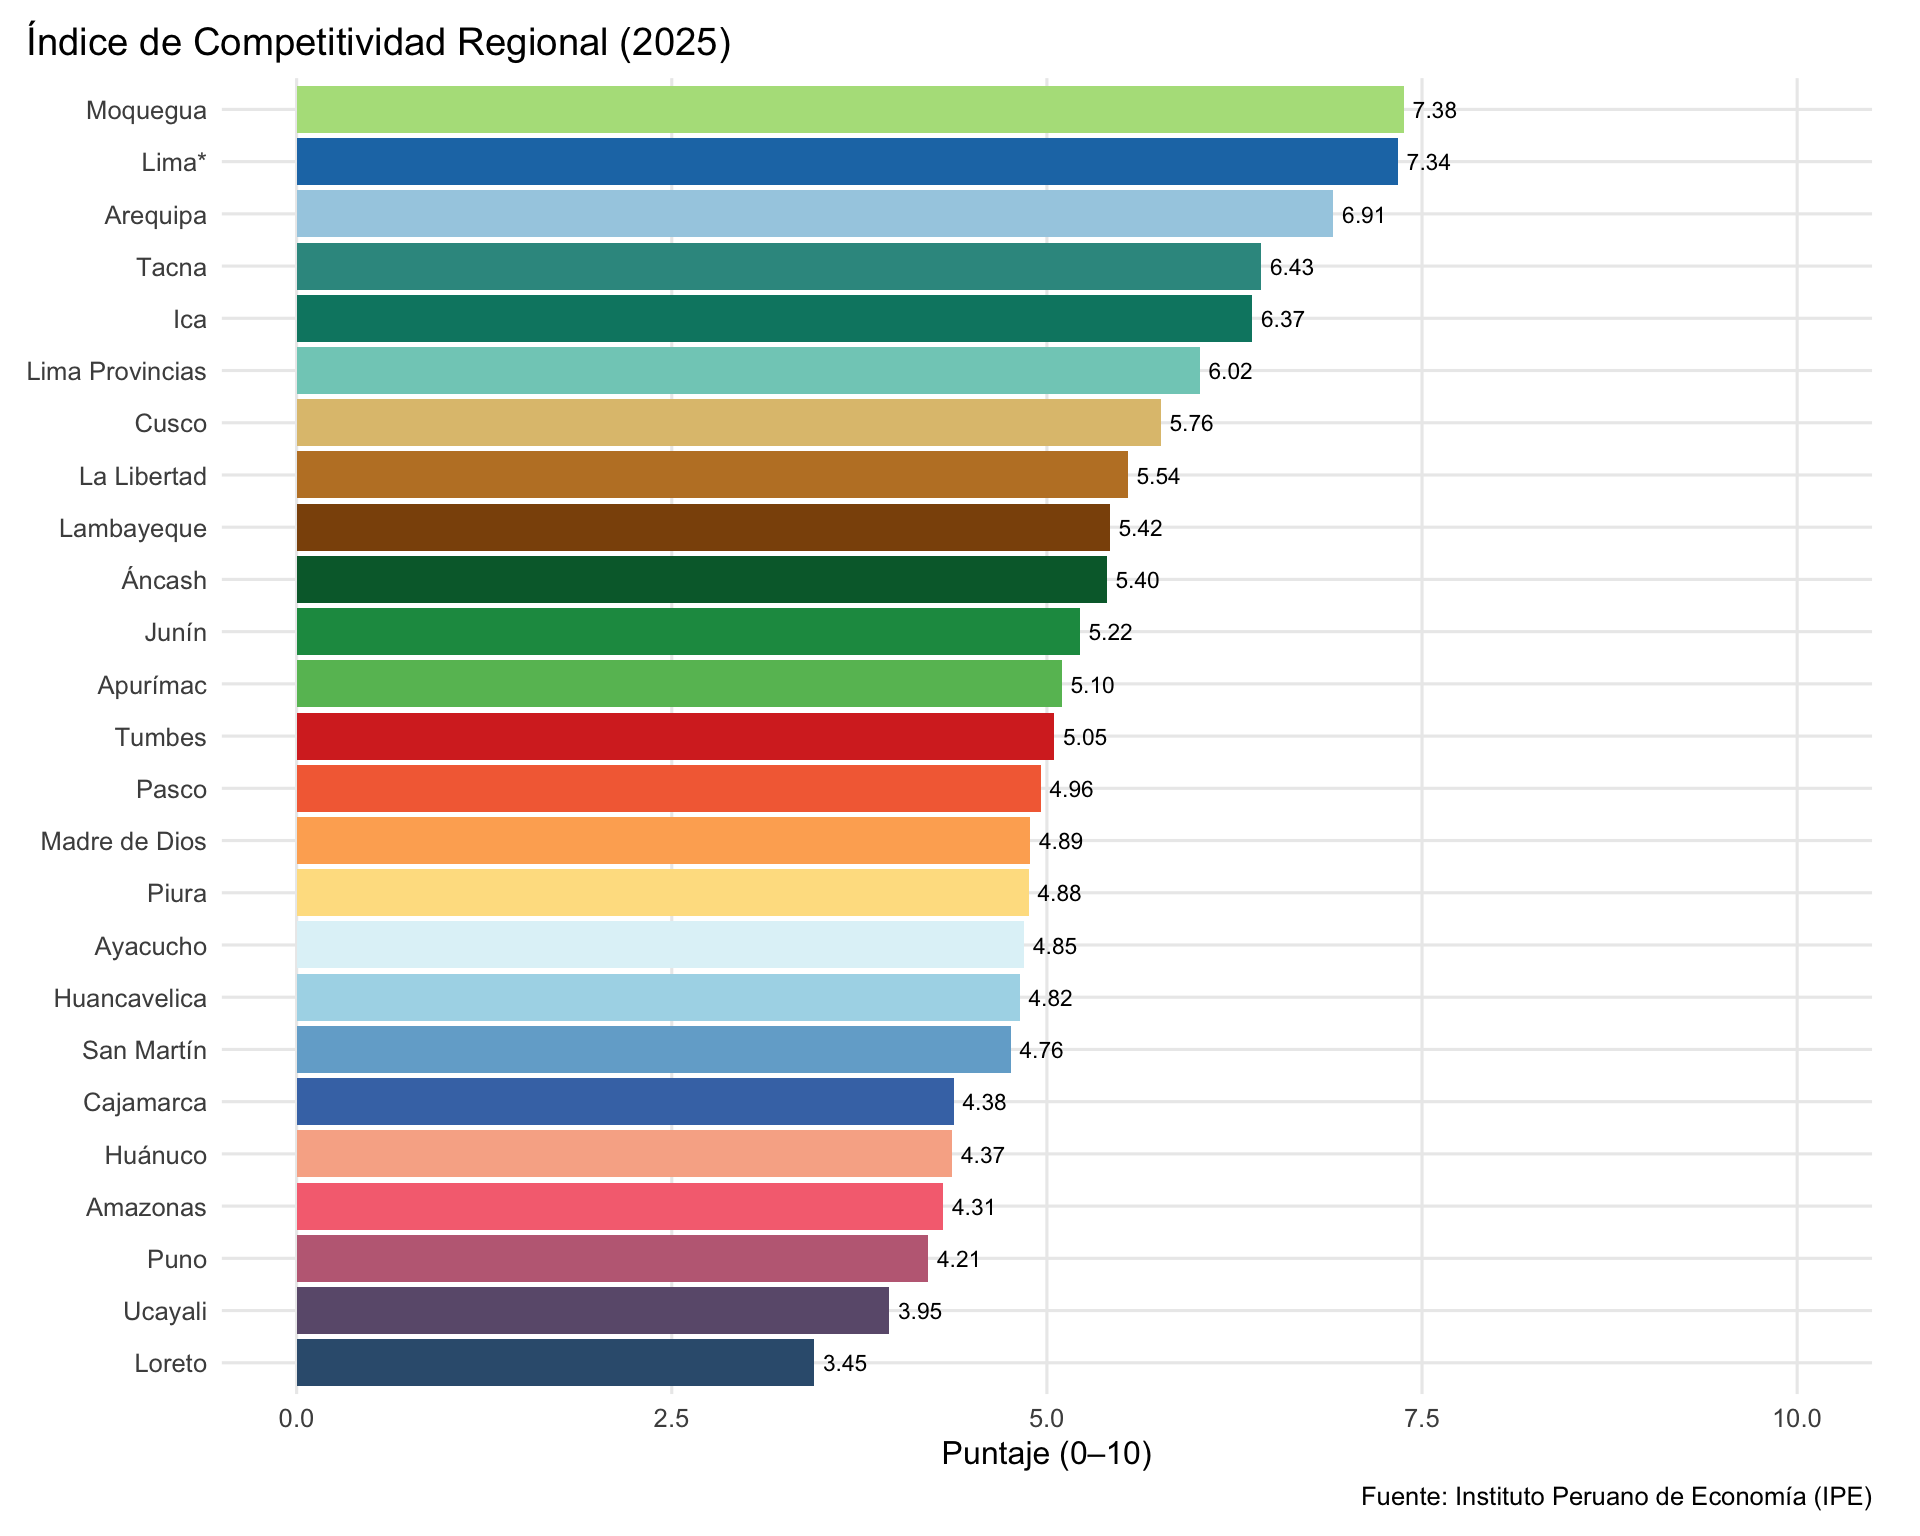 Índice de Competitividad Regional (2025)
Moquegua 7.38
Lima* 7.34
Arequipa 6.91
Tacna 6.43
Ica 6.37
Lima Provincias 6.02
Cusco 5.76
La Libertad 5.54
Lambayeque 5.42
Áncash 5.40
Junín 5.22
Apurímac 5.10
Tumbes 5.05
Pasco 4.96
Madre de Dios 4.89
Piura 4.88
Ayacucho 4.85
Huancavelica 4.82
San Martín 4.76
Cajamarca 4.38
Huánuco 4.37
Amazonas 4.31
Puno 4.21
Ucayali 3.95
Loreto 3.45
0.0 2.5 5.0 7.5 10.0
Puntaje (0–10)
Fuente: Instituto Peruano de Economía (IPE)